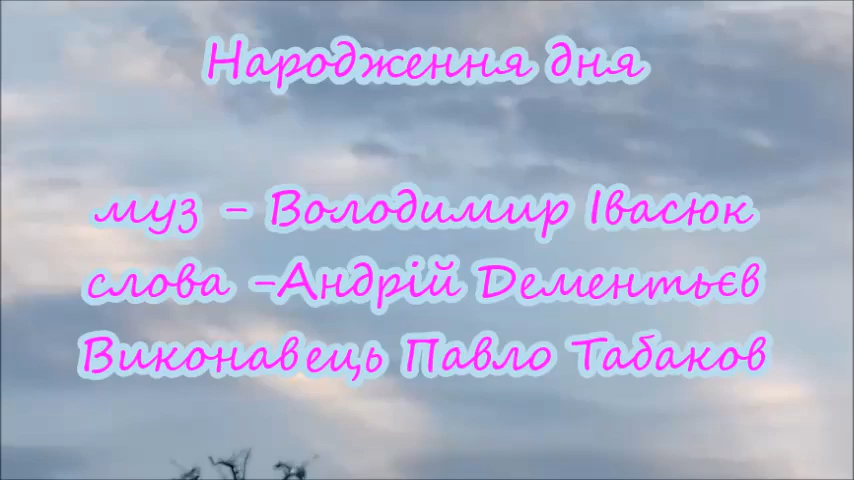 Народження дня
муз - Володимир Івасюк
слова -Андрій Дементьєв
Виконавець Павло Табаков